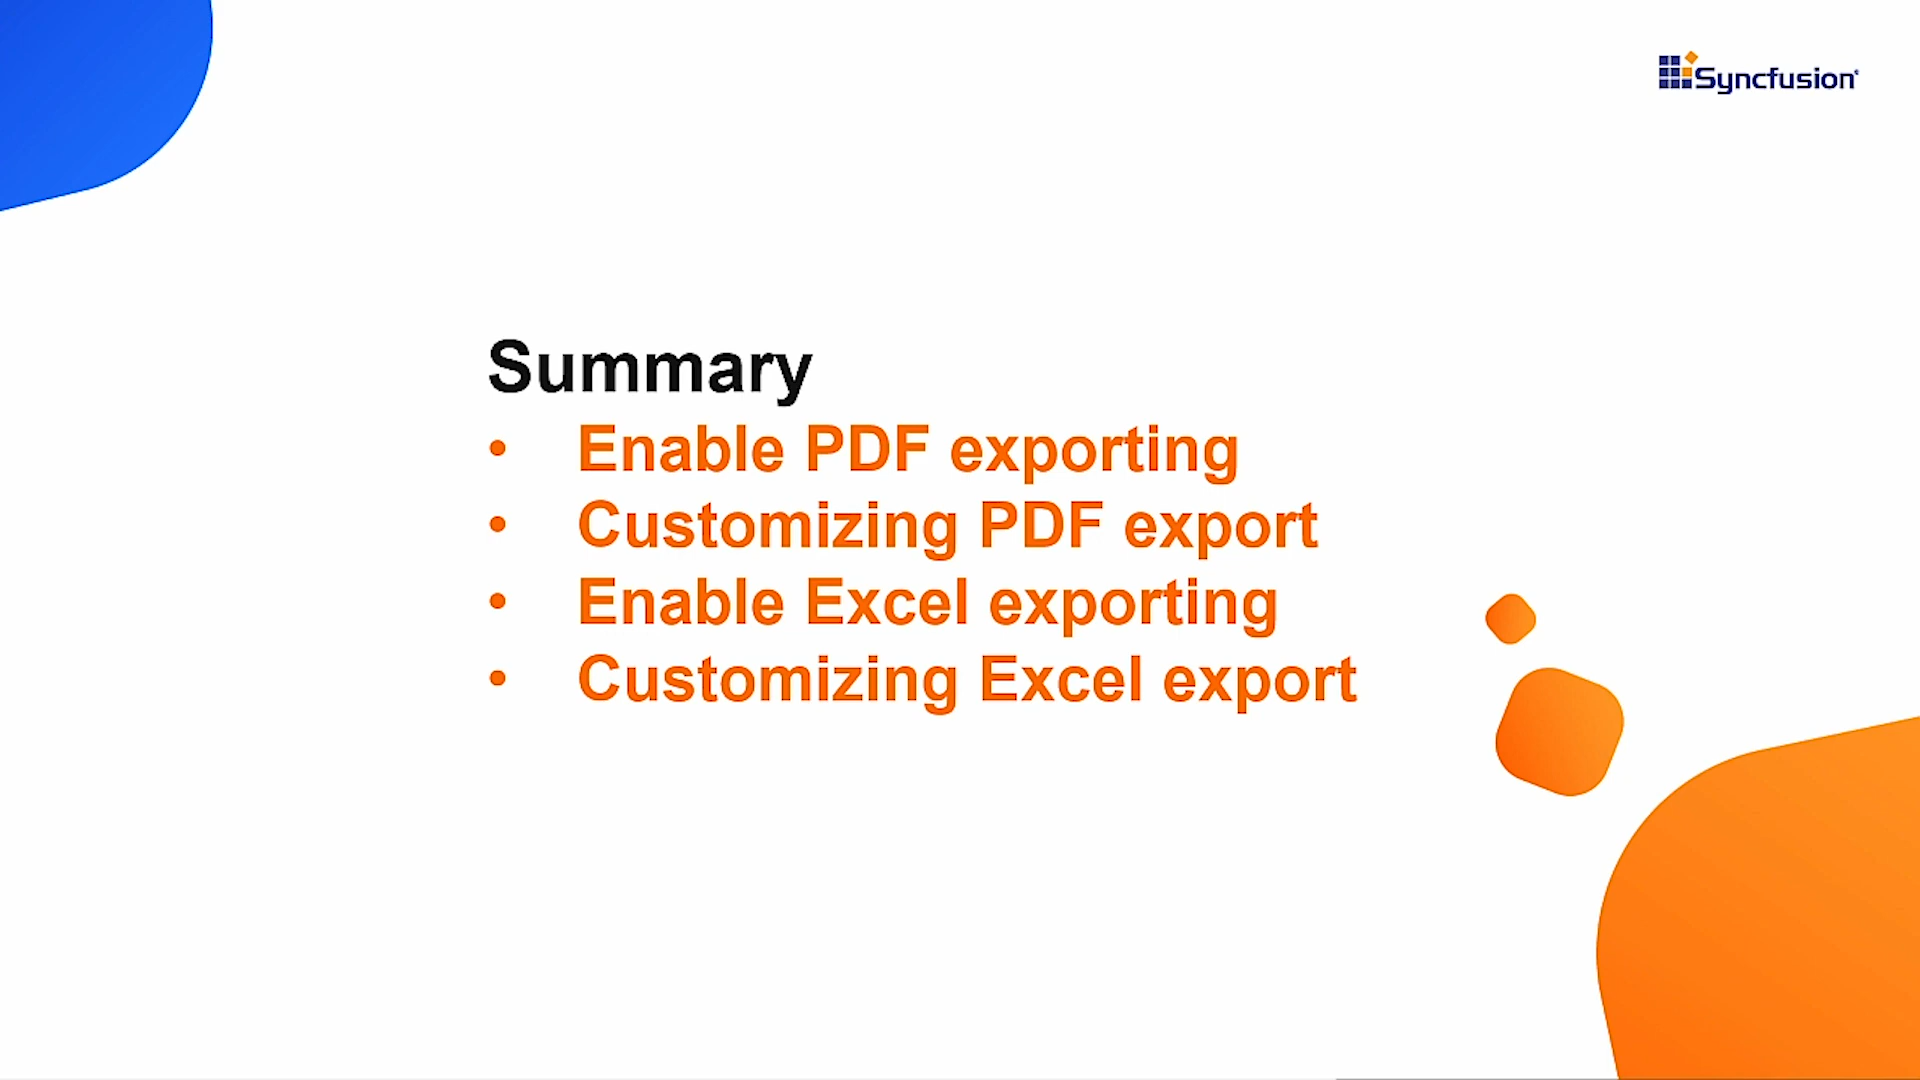 Syncfusion®
Summary
• Enable PDF exporting
• Customizing PDF export
• Enable Excel exporting
• Customizing Excel export